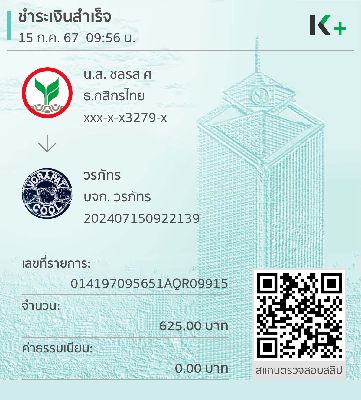 ชำระเงินสำเร็จ
15 ก.ค. 67 09:56 น.
K+
น.ส. ชลรส ศ
ธ.กสิกรไทย
xxx-x-x3279-x
วรภัทร
บจก. วรภัทร
202407150922139
เลขที่รายการ:
014197095651AQR09915
จำนวน:
625.00 บาท
ค่าธรรมเนียม:
0.00 บาท
สแกนตรวจสอบสลิป